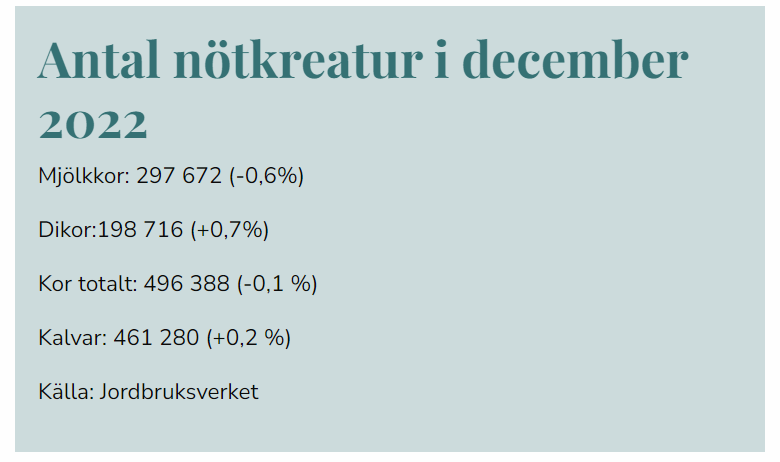 Antal nötkreatur i december
2022
Mjölkkor: 297 672 (-0,6%)
Dikor:198 716 (+0,7%)
Kor totalt: 496 388 (-0,1 %)
Kalvar: 461 280 (+0,2 %)
Källa: Jordbruksverket